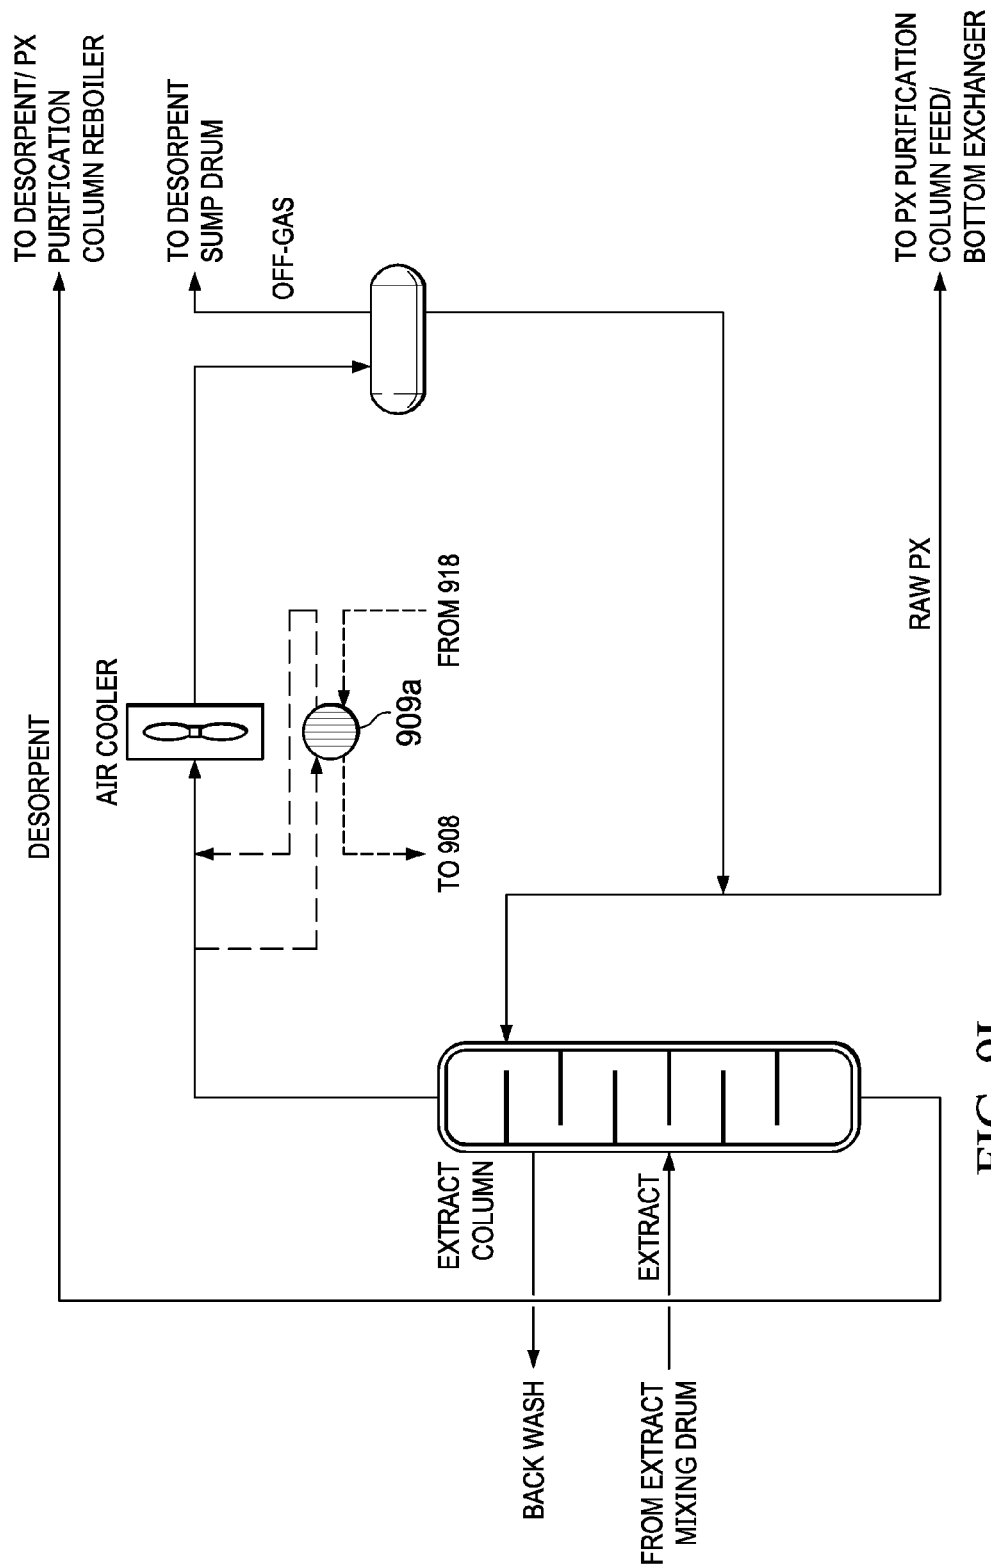 DESORPENT
TO DESORPENT/ PX
PURIFICATION
COLUMN REBOILER
AIR COOLER
TO DESORPENT
SUMP DRUM
OFF-GAS
909a
TO 908
FROM 918
EXTRACT
COLUMN
BACK WASH
EXTRACT
FROM EXTRACT
MIXING DRUM
RAW PX
TO PX PURIFICATION
COLUMN FEED/
BOTTOM EXCHANGER
FIG.